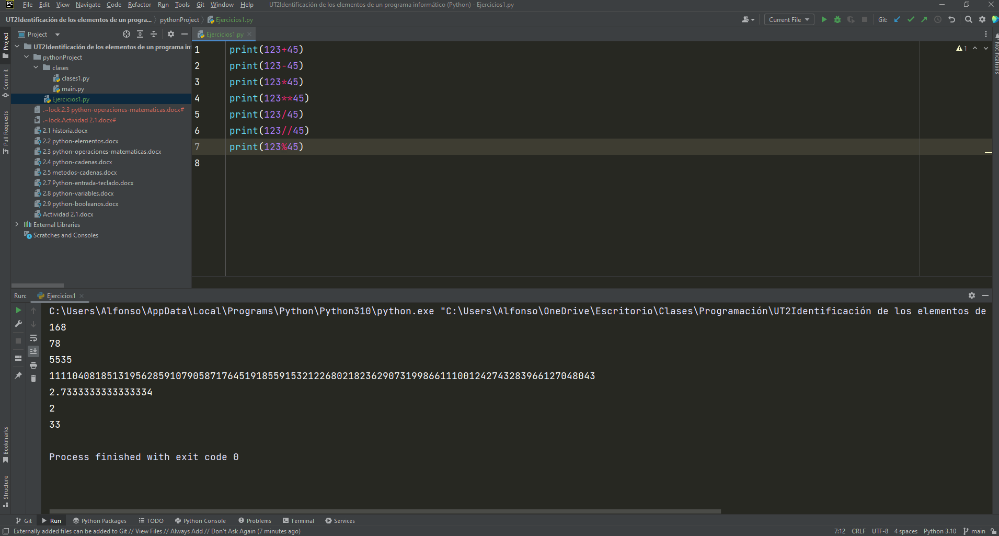 PC File Edit View Navigate Code Refactor Run Tools Git Window Help UT2Identificación de los elementos de un programa informático (Python) - Ejercicios1.py
UT2Identificación de los elementos de un progra... pythonProject Ejercicios1.py Current File Git:
Project Ejercicios1.py
UT2Identificación de los elementos de un programa in
pythonProject
clases
clases1.py
main.py
Ejercicios1.py
.~lock.2.3 python-operaciones-matematicas.docx#
.~lock.Actividad 2.1.docx#
2.1 historia.docx
2.2 python-elementos.docx
2.3 python-operaciones-matematicas.docx
2.4 python-cadenas.docx
2.5 metodos-cadenas.docx
2.7 Python-entrada-teclado.docx
2.8 python-variables.docx
2.9 python-booleanos.docx
Actividad 2.1.docx
External Libraries
Scratches and Consoles
Project
Commit
Pull Requests
Bookmarks
Structure
Notifications
1 print(123+45)
2 print(123-45)
3 print(123*45)
4 print(123**45)
5 print(123/45)
6 print(123//45)
7 print(123%45)
8
1
Run: Ejercicios1
C:\Users\Alfonso\AppData\Local\Programs\Python\Python310\python.exe "C:\Users\Alfonso\OneDrive\Escritorio\Clases\Programación\UT2Identificación de los elementos de
168
78
5535
11110408185131956285910790587176451918559153212268021823629073199866111001242743283966127048043
2.7333333333333334
2
33
Process finished with exit code 0
Git Run Python Packages TODO Python Console Problems Terminal Services
Externally added files can be added to Git // View Files // Always Add // Don't Ask Again (7 minutes ago) 7:12 CRLF UTF-8 4 spaces Python 3.10 main